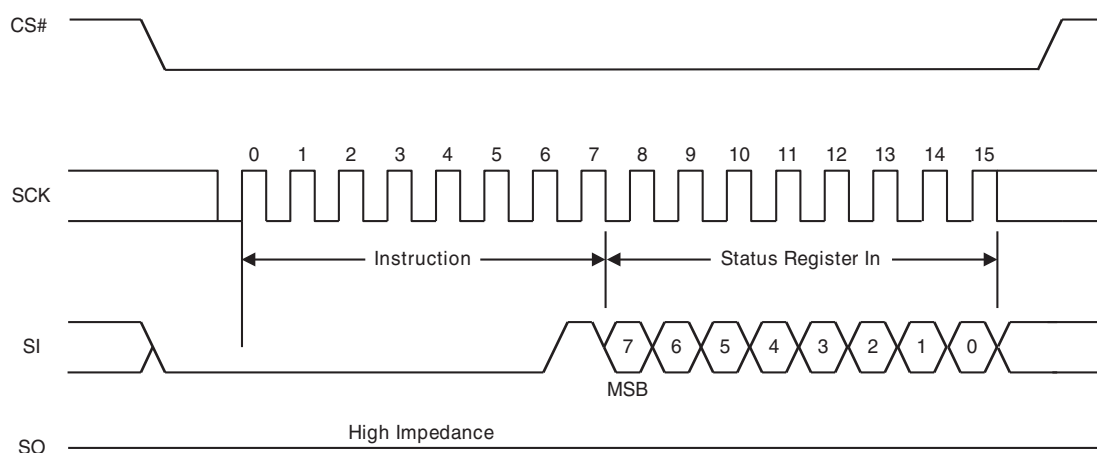 CS#
0 1 2 3 4 5 6 7 8 9 10 11 12 13 14 15
SCK
Instruction Status Register In
SI 7 6 5 4 3 2 1 0
MSB
High Impedance
SO